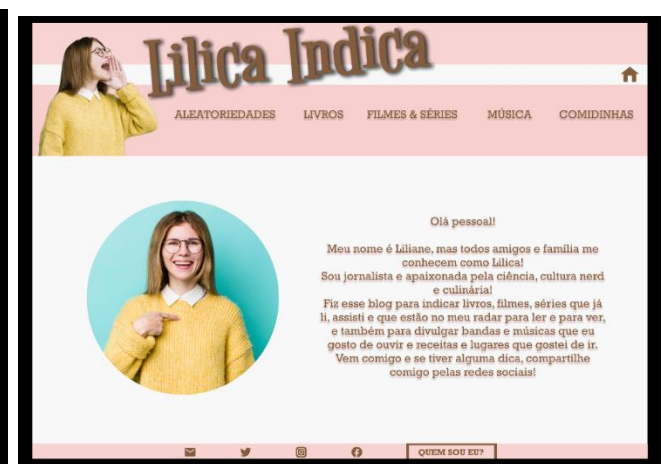 Lilica Indica
ALEATORIEDADES LIVROS FILMES & SÉRIES MÚSICA COMIDINHAS
Olá pessoal!
Meu nome é Liliane, mas todos amigos e família me
conhecem como Lilica!
Sou jornalista e apaixonada pela ciência, cultura nerd
e culinária!
Fiz esse blog para indicar livros, filmes, séries que já
li, assisti e que estão no meu radar para ler e para ver,
e também para divulgar bandas e músicas que eu
gosto de ouvir e receitas e lugares que gostei de ir.
Vem comigo e se tiver alguma dica, compartilhe
comigo pelas redes sociais!
QUEM SOU EU?